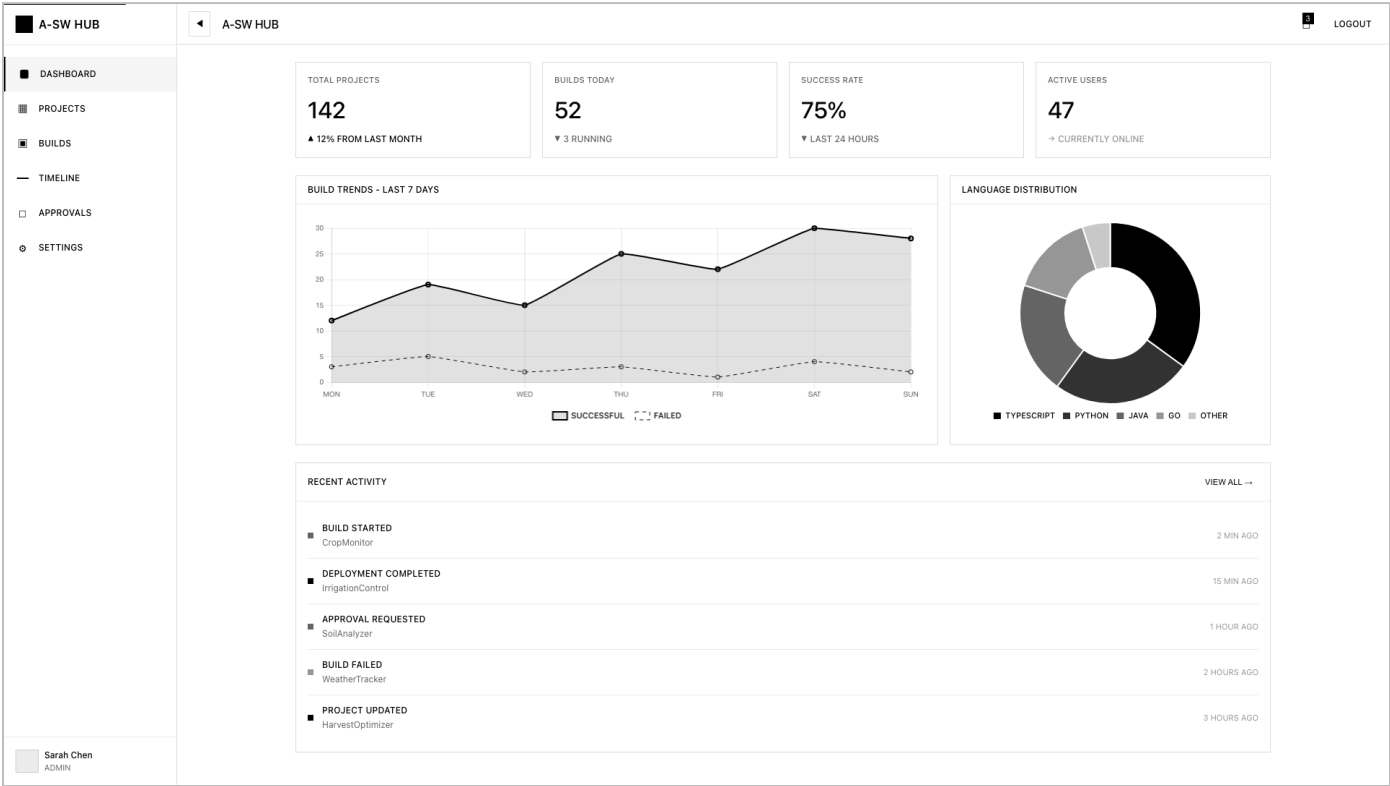 A-SW HUB
DASHBOARD
PROJECTS
BUILDS
TIMELINE
APPROVALS
SETTINGS
Sarah Chen
ADMIN
A-SW HUB
3
LOGOUT
TOTAL PROJECTS
142
▲ 12% FROM LAST MONTH
BUILDS TODAY
52
▼ 3 RUNNING
SUCCESS RATE
75%
▼ LAST 24 HOURS
ACTIVE USERS
47
→ CURRENTLY ONLINE
BUILD TRENDS - LAST 7 DAYS
30
25
20
15
10
5
0
MON TUE WED THU FRI SAT SUN
SUCCESSFUL FAILED
LANGUAGE DISTRIBUTION
TYPESCRIPT PYTHON JAVA GO OTHER
RECENT ACTIVITY
VIEW ALL →
BUILD STARTED
CropMonitor
2 MIN AGO
DEPLOYMENT COMPLETED
IrrigationControl
15 MIN AGO
APPROVAL REQUESTED
SoilAnalyzer
1 HOUR AGO
BUILD FAILED
WeatherTracker
2 HOURS AGO
PROJECT UPDATED
HarvestOptimizer
3 HOURS AGO